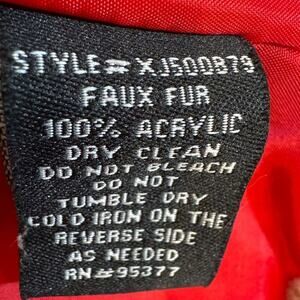 STYLE# XJ500B79
FAUX FUR
100% ACRYLIC
DRY CLEAN
DO NOT BLEACH
DO NOT
TUMBLE DRY
COLD IRON ON THE
REVERSE SIDE
AS NEEDED
RN#95377